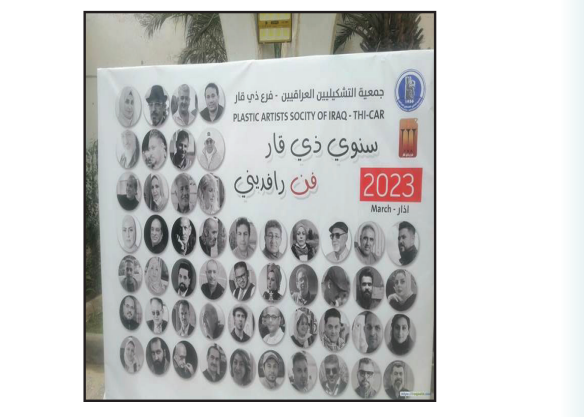 جمعية التشكيليين العراقيين - فرع ذي قار
PLASTIC ARTISTS SOCITY OF IRAQ - THI-CAR
سنوي ذي قار
فن رافديني
2023
اذار - March